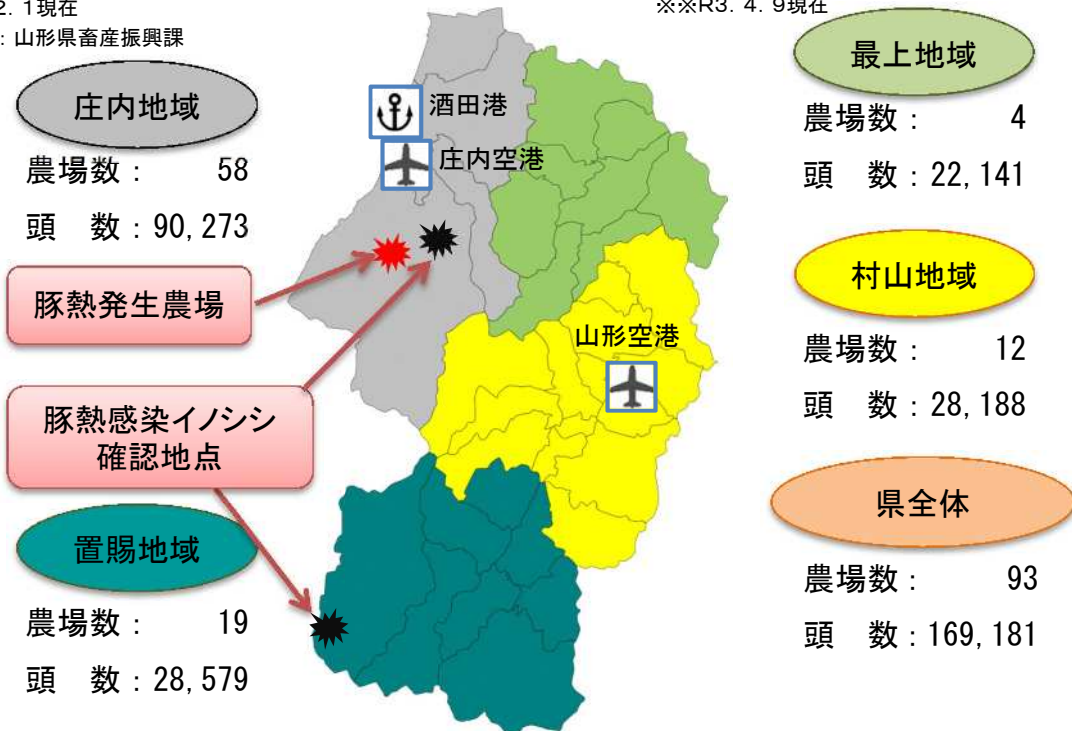 2. 1現在
: 山形県畜産振興課
※※R3. 4. 9現在
庄内地域
農場数： 58
頭　数：90,273
酒田港
庄内空港
最上地域
農場数： 4
頭　数：22,141
豚熱発生農場
村山地域
農場数： 12
頭　数：28,188
山形空港
豚熱感染イノシシ
確認地点
置賜地域
農場数： 19
頭　数：28,579
県全体
農場数： 93
頭　数：169,181